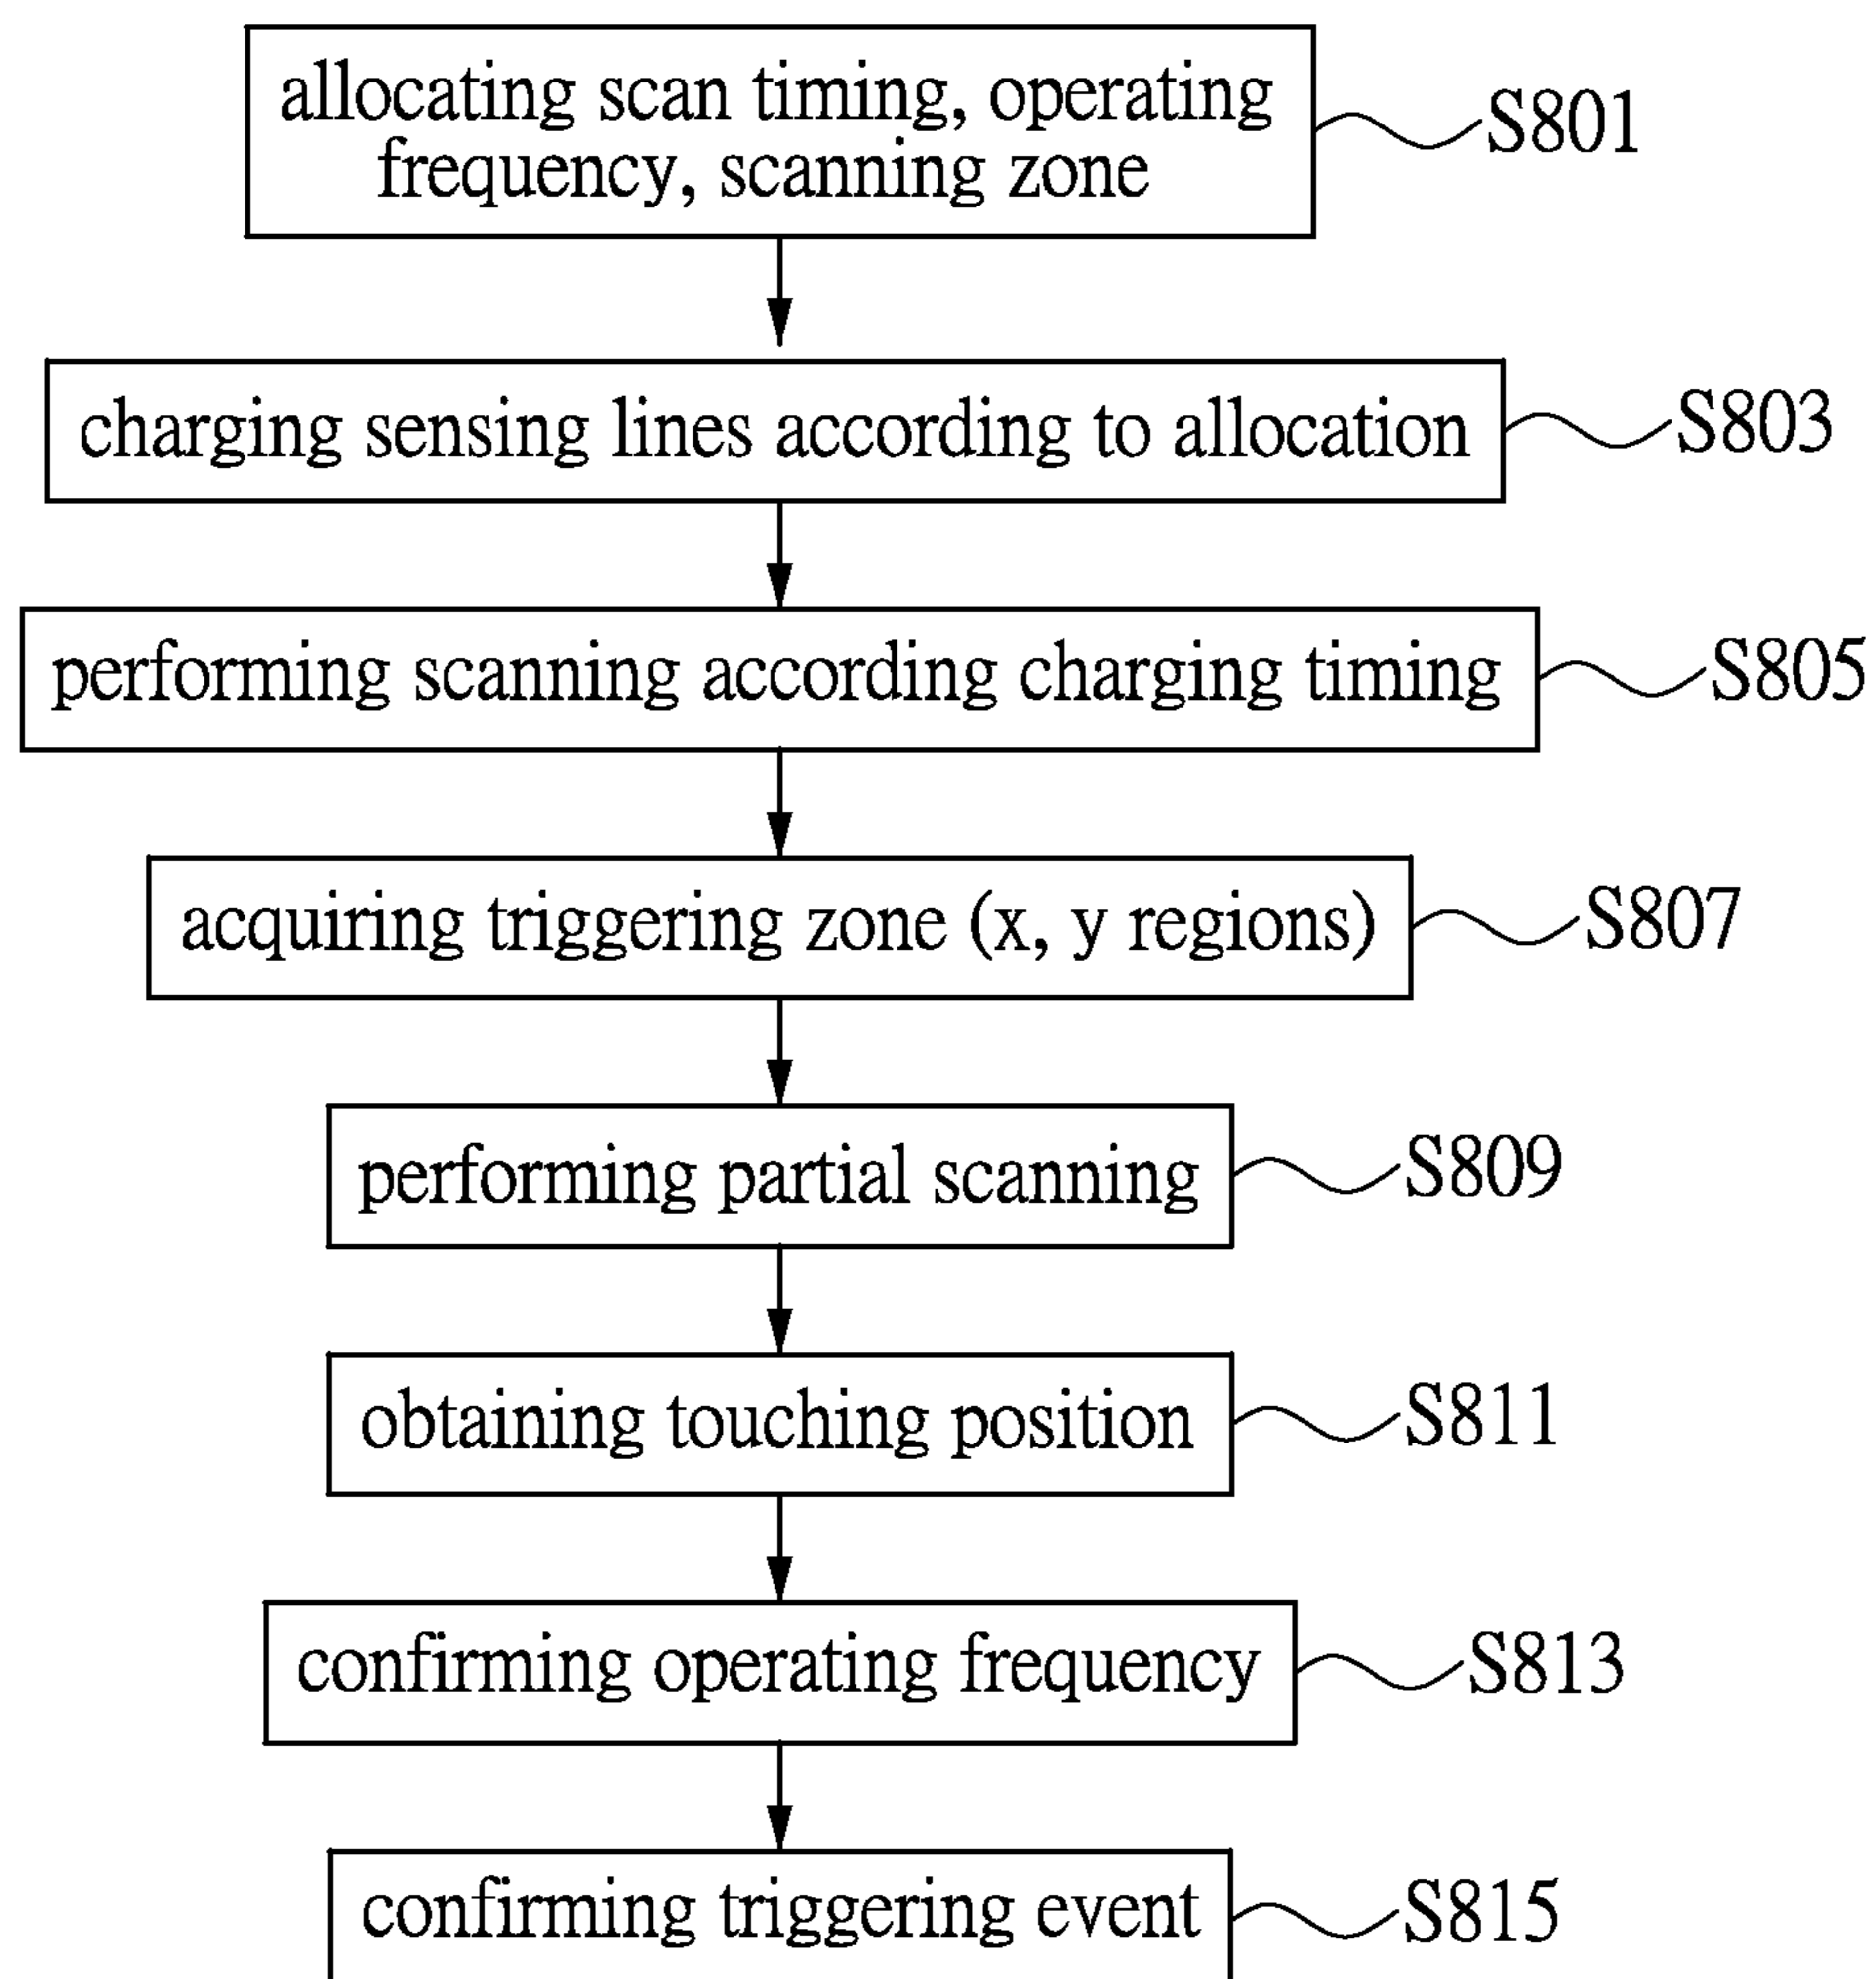 allocating scan timing, operating
frequency, scanning zone
S801
charging sensing lines according to allocation
S803
performing scanning according charging timing
S805
acquiring triggering zone (x, y regions)
S807
performing partial scanning
S809
obtaining touching position
S811
confirming operating frequency
S813
confirming triggering event
S815